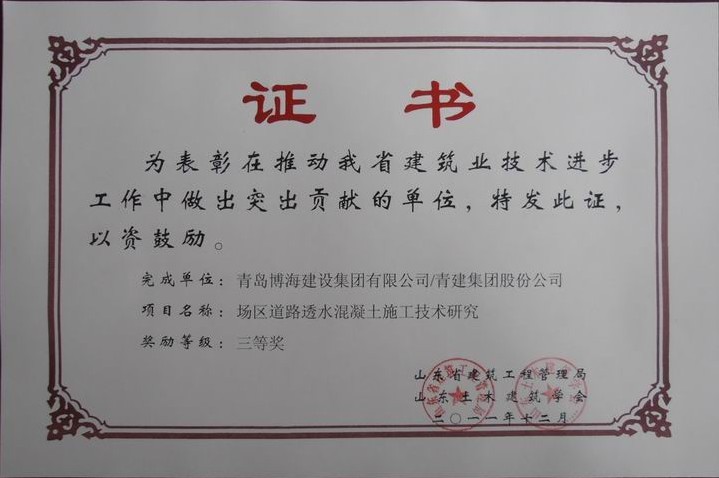 证书
为表彰在推动我省建筑业技术进步
工作中做出突出贡献的单位，特发此证，
以资鼓励。
完成单位：青岛博海建设集团有限公司/青建集团股份公司
项目名称：场区道路透水混凝土施工技术研究
奖励等级：三等奖
山东省建筑工程管理局
山东土木建筑学会
二〇一一年十二月